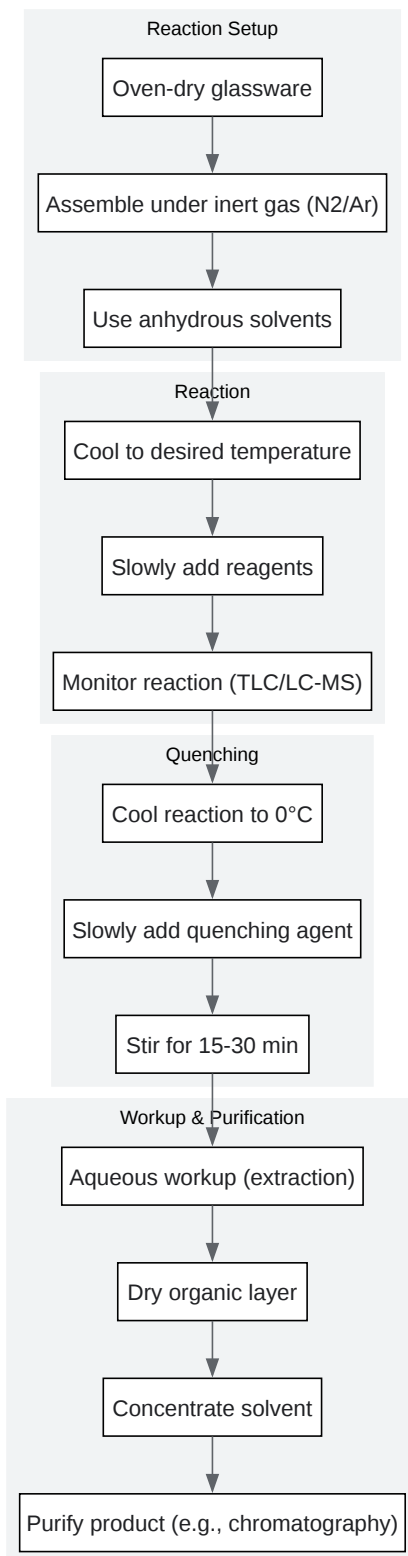 Reaction Setup
Oven-dry glassware
Assemble under inert gas (N2/Ar)
Use anhydrous solvents
Reaction
Cool to desired temperature
Slowly add reagents
Monitor reaction (TLC/LC-MS)
Quenching
Cool reaction to 0°C
Slowly add quenching agent
Stir for 15-30 min
Workup & Purification
Aqueous workup (extraction)
Dry organic layer
Concentrate solvent
Purify product (e.g., chromatography)